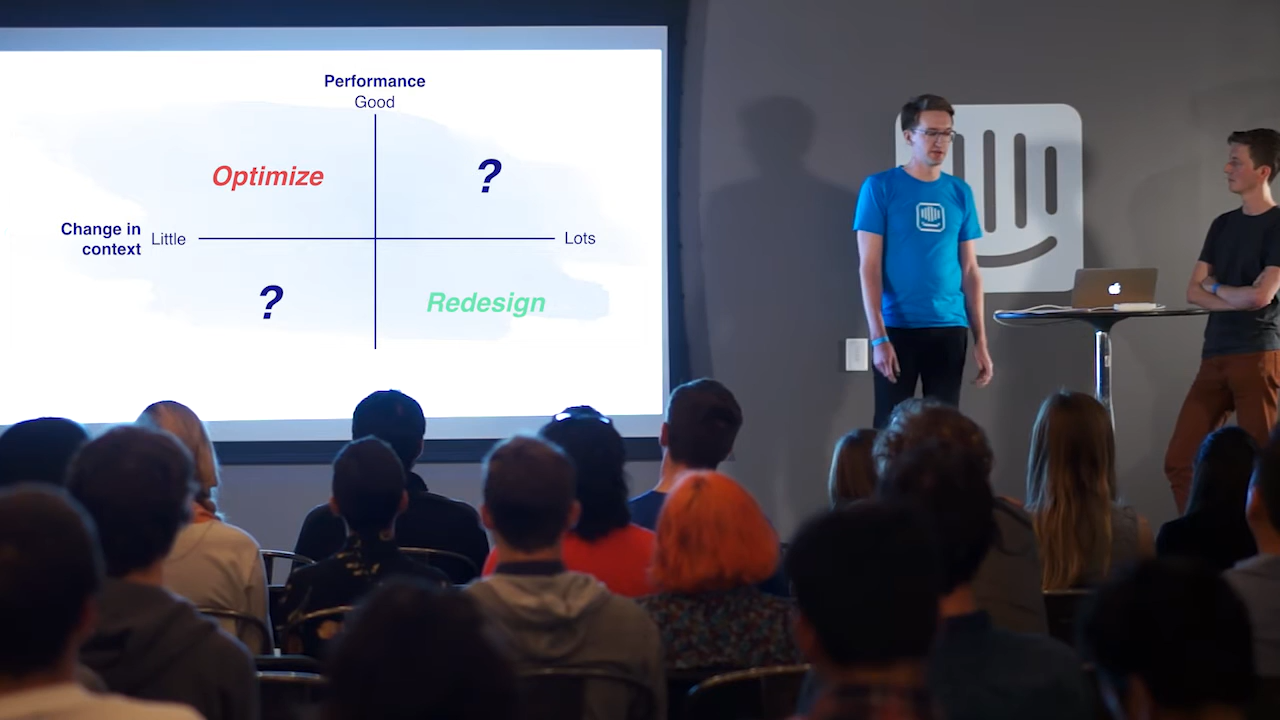 Performance
Good
Optimize
?
Change in
context
Little
Lots
?
Redesign